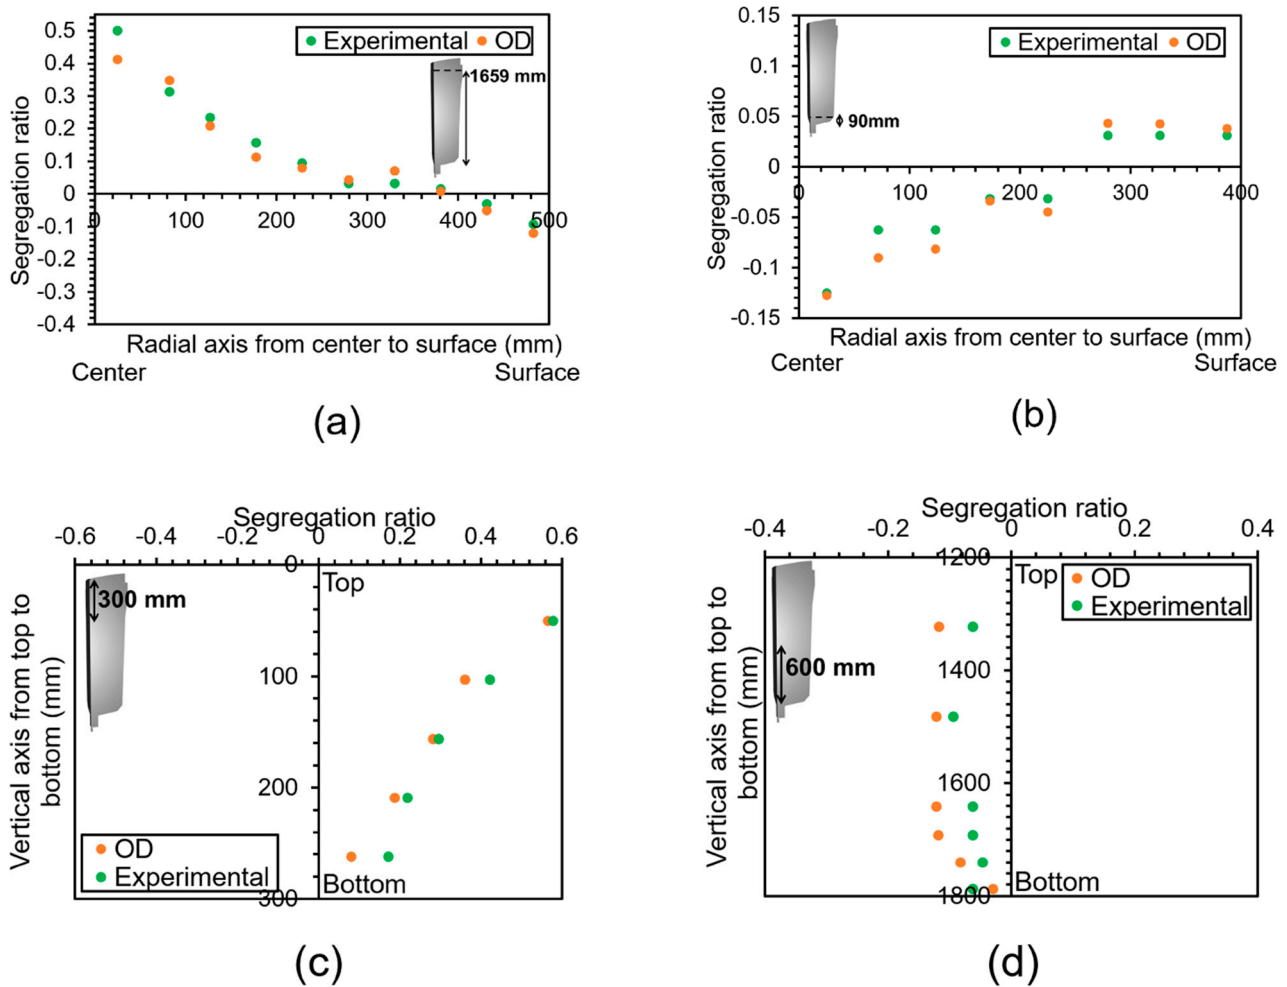 Segregation ratio
0.5
0.4
0.3
0.2
0.1
0
-0.1
-0.2
-0.3
-0.4
0 100 200 300 400 500
Experimental OD
1659 mm
Radial axis from center to surface (mm)
Center Surface
(a)
Segregation ratio
0.15
0.1
0.05
0
-0.05
-0.1
-0.15
0 100 200 300 400
Experimental OD
90mm
Radial axis from center to surface (mm)
Center Surface
(b)
Segregation ratio
-0.6 -0.4 -0.2 0 0.2 0.4 0.6
Vertical axis from top to
bottom (mm)
0
100
200
300
Top
300 mm
OD
Experimental
Bottom
(c)
Segregation ratio
-0.4 -0.2 0 0.2 0.4
Vertical axis from top to
bottom (mm)
1200
1400
1600
1800
Top
OD
Experimental
600 mm
Bottom
(d)